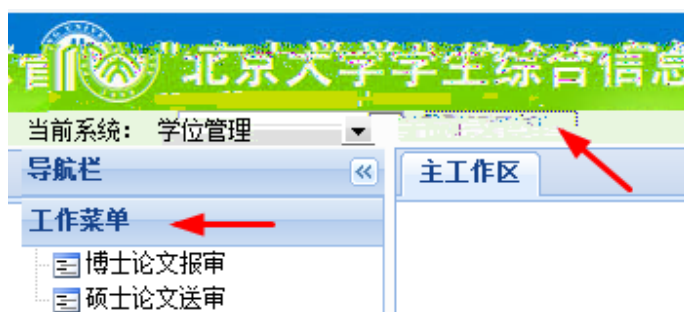 北京大学学生综合信息
当前系统： 学位管理
导航栏
主工作区
工作菜单
博士论文报审
硕士论文送审